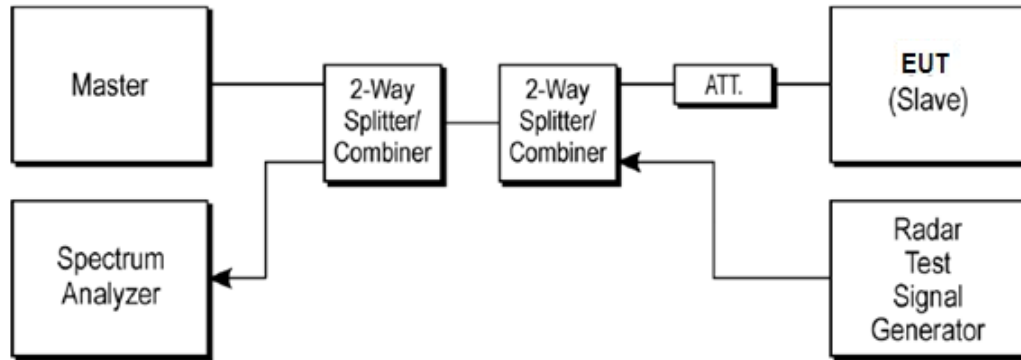 Master
2-Way
Splitter/
Combiner
2-Way
Splitter/
Combiner
ATT.
EUT
(Slave)
Spectrum
Analyzer
Radar
Test
Signal
Generator